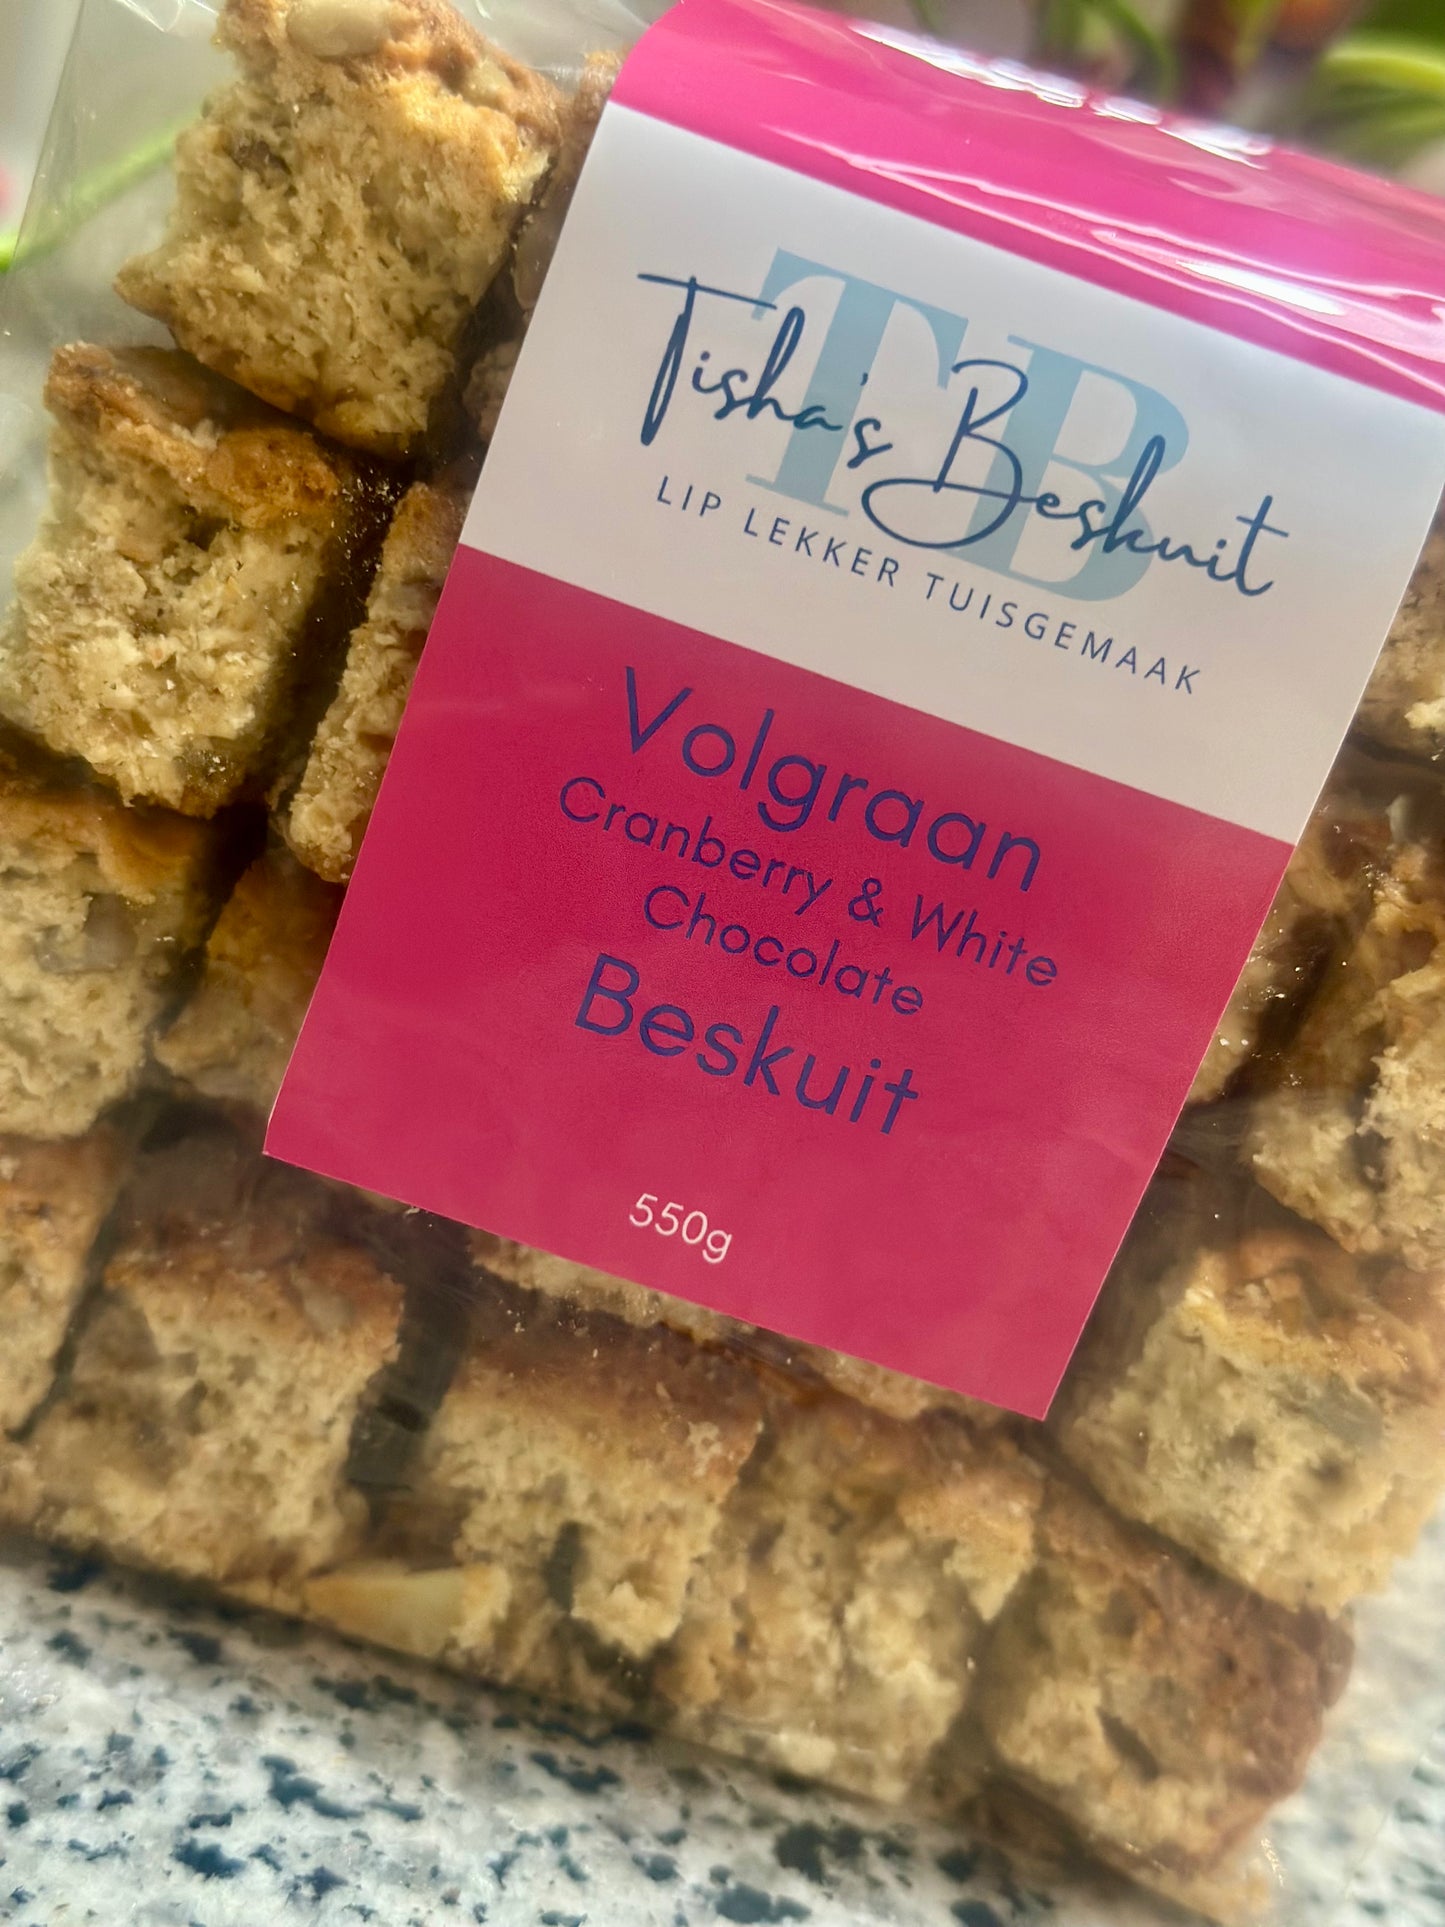 TB
Tisha's Beskuit
LIP LEKKER TUISGEMAAK
Volgraan
Cranberry & White
Chocolate
Beskuit
550g